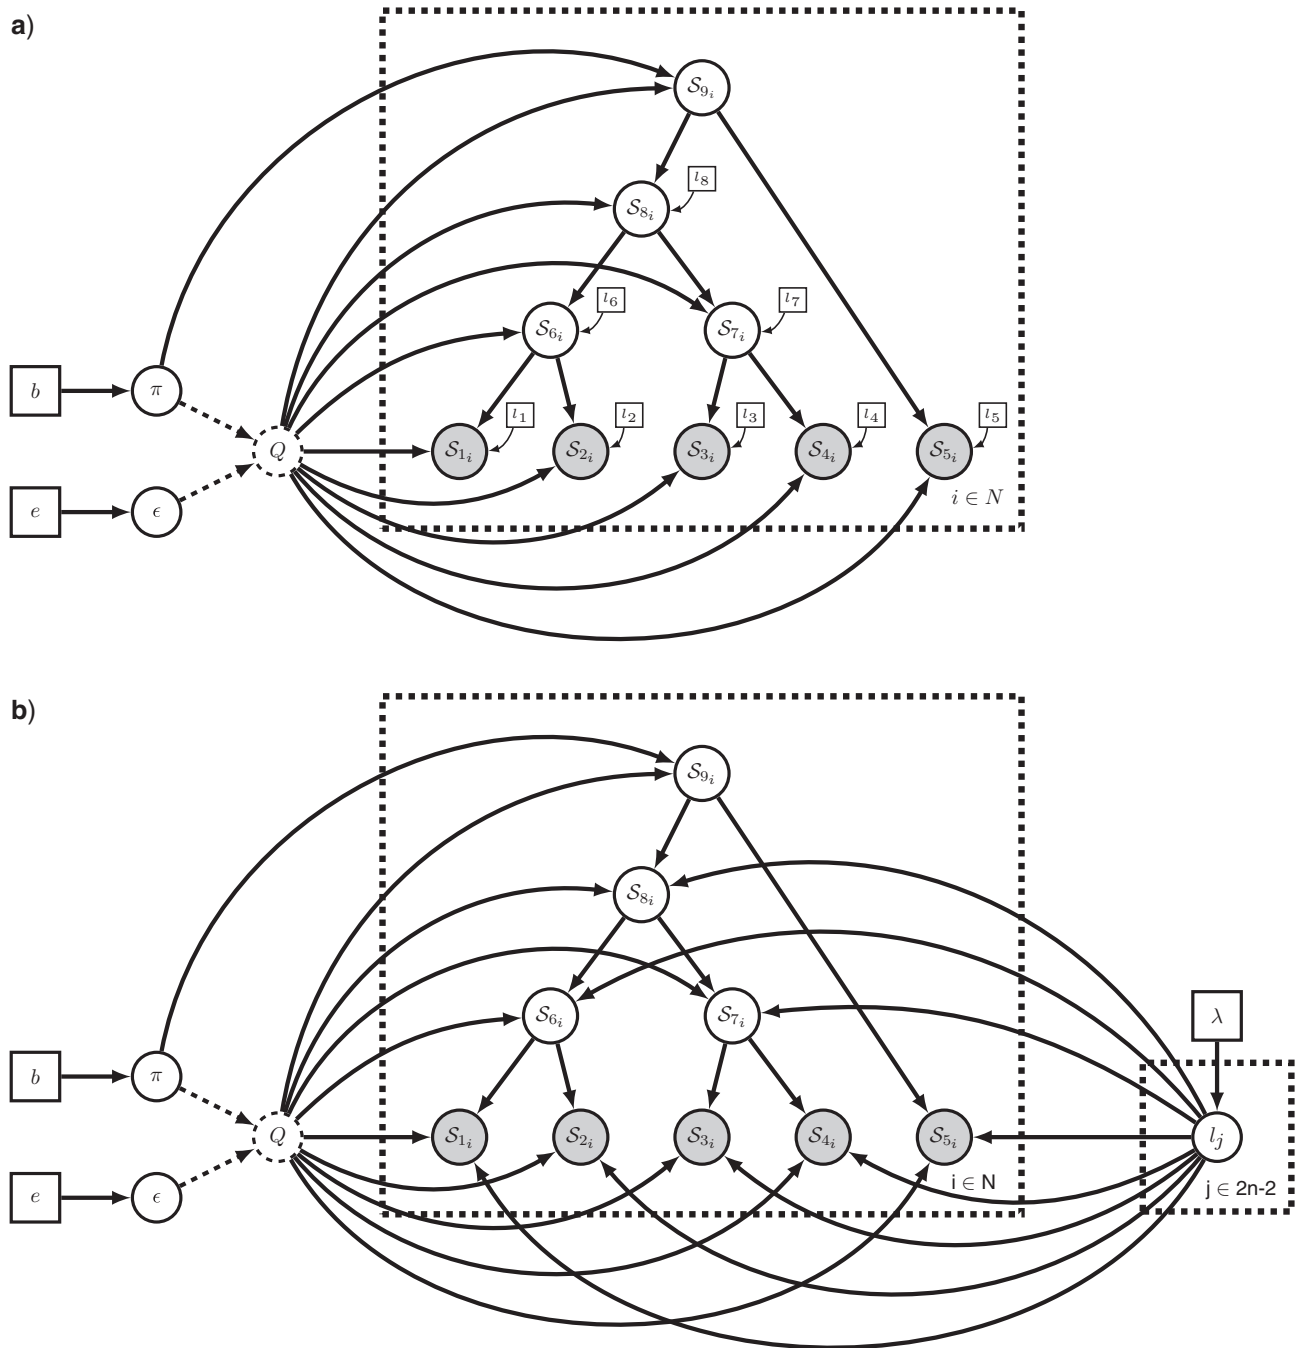 a)
𝒮₉ᵢ
l₈
𝒮₈ᵢ
l₆ l₇
𝒮₆ᵢ 𝒮₇ᵢ
b π
l₁ l₂ l₃ l₄ l₅
Q 𝒮₁ᵢ 𝒮₂ᵢ 𝒮₃ᵢ 𝒮₄ᵢ 𝒮₅ᵢ
i ∈ N
e ϵ
b)
𝒮₉ᵢ
𝒮₈ᵢ
𝒮₆ᵢ 𝒮₇ᵢ λ
b π
Q 𝒮₁ᵢ 𝒮₂ᵢ 𝒮₃ᵢ 𝒮₄ᵢ 𝒮₅ᵢ lⱼ
i ∈ N j ∈ 2n-2
e ϵ